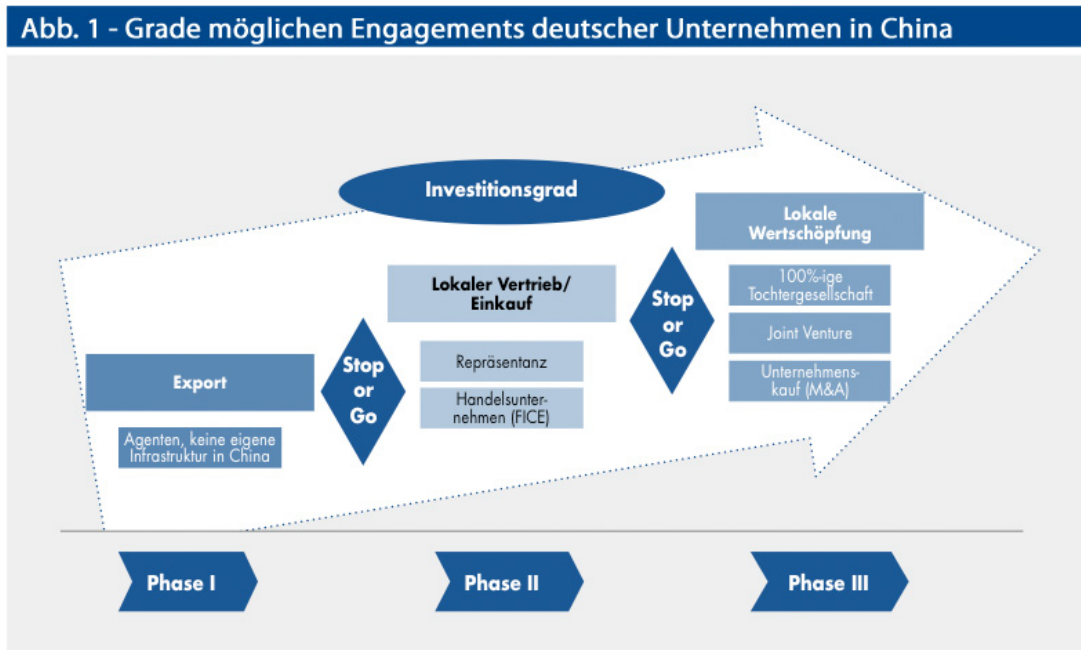 Abb. 1 - Grade möglichen Engagements deutscher Unternehmen in China
Investitionsgrad
Export
Agenten, keine eigene
Infrastruktur in China
Stop
or
Go
Lokaler Vertrieb/
Einkauf
Repräsentanz
Handelsunter-
nehmen (FICE)
Stop
or
Go
Lokale
Wertschöpfung
100%-ige
Tochtergesellschaft
Joint Venture
Unternehmens-
kauf (M&A)
Phase I
Phase II
Phase III